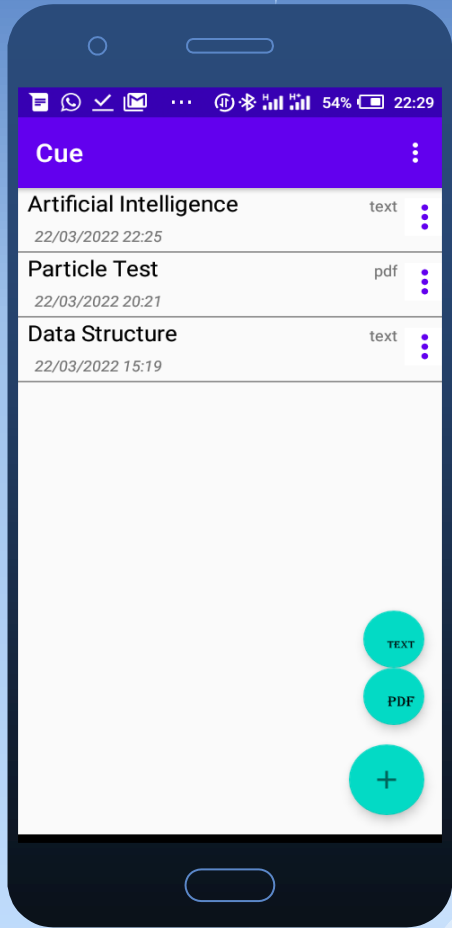 54% 22:29
Cue
Artificial Intelligence text
22/03/2022 22:25
Particle Test pdf
22/03/2022 20:21
Data Structure text
22/03/2022 15:19
TEXT
PDF
+